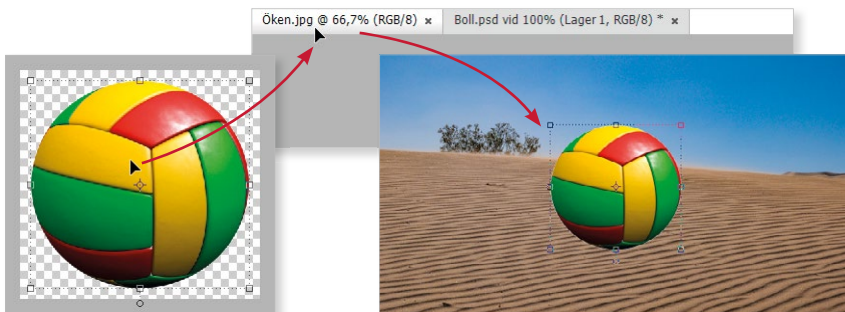 Öken.jpg @ 66,7% (RGB/8) × Boll.psd vid 100% (Lager 1, RGB/8) * ×